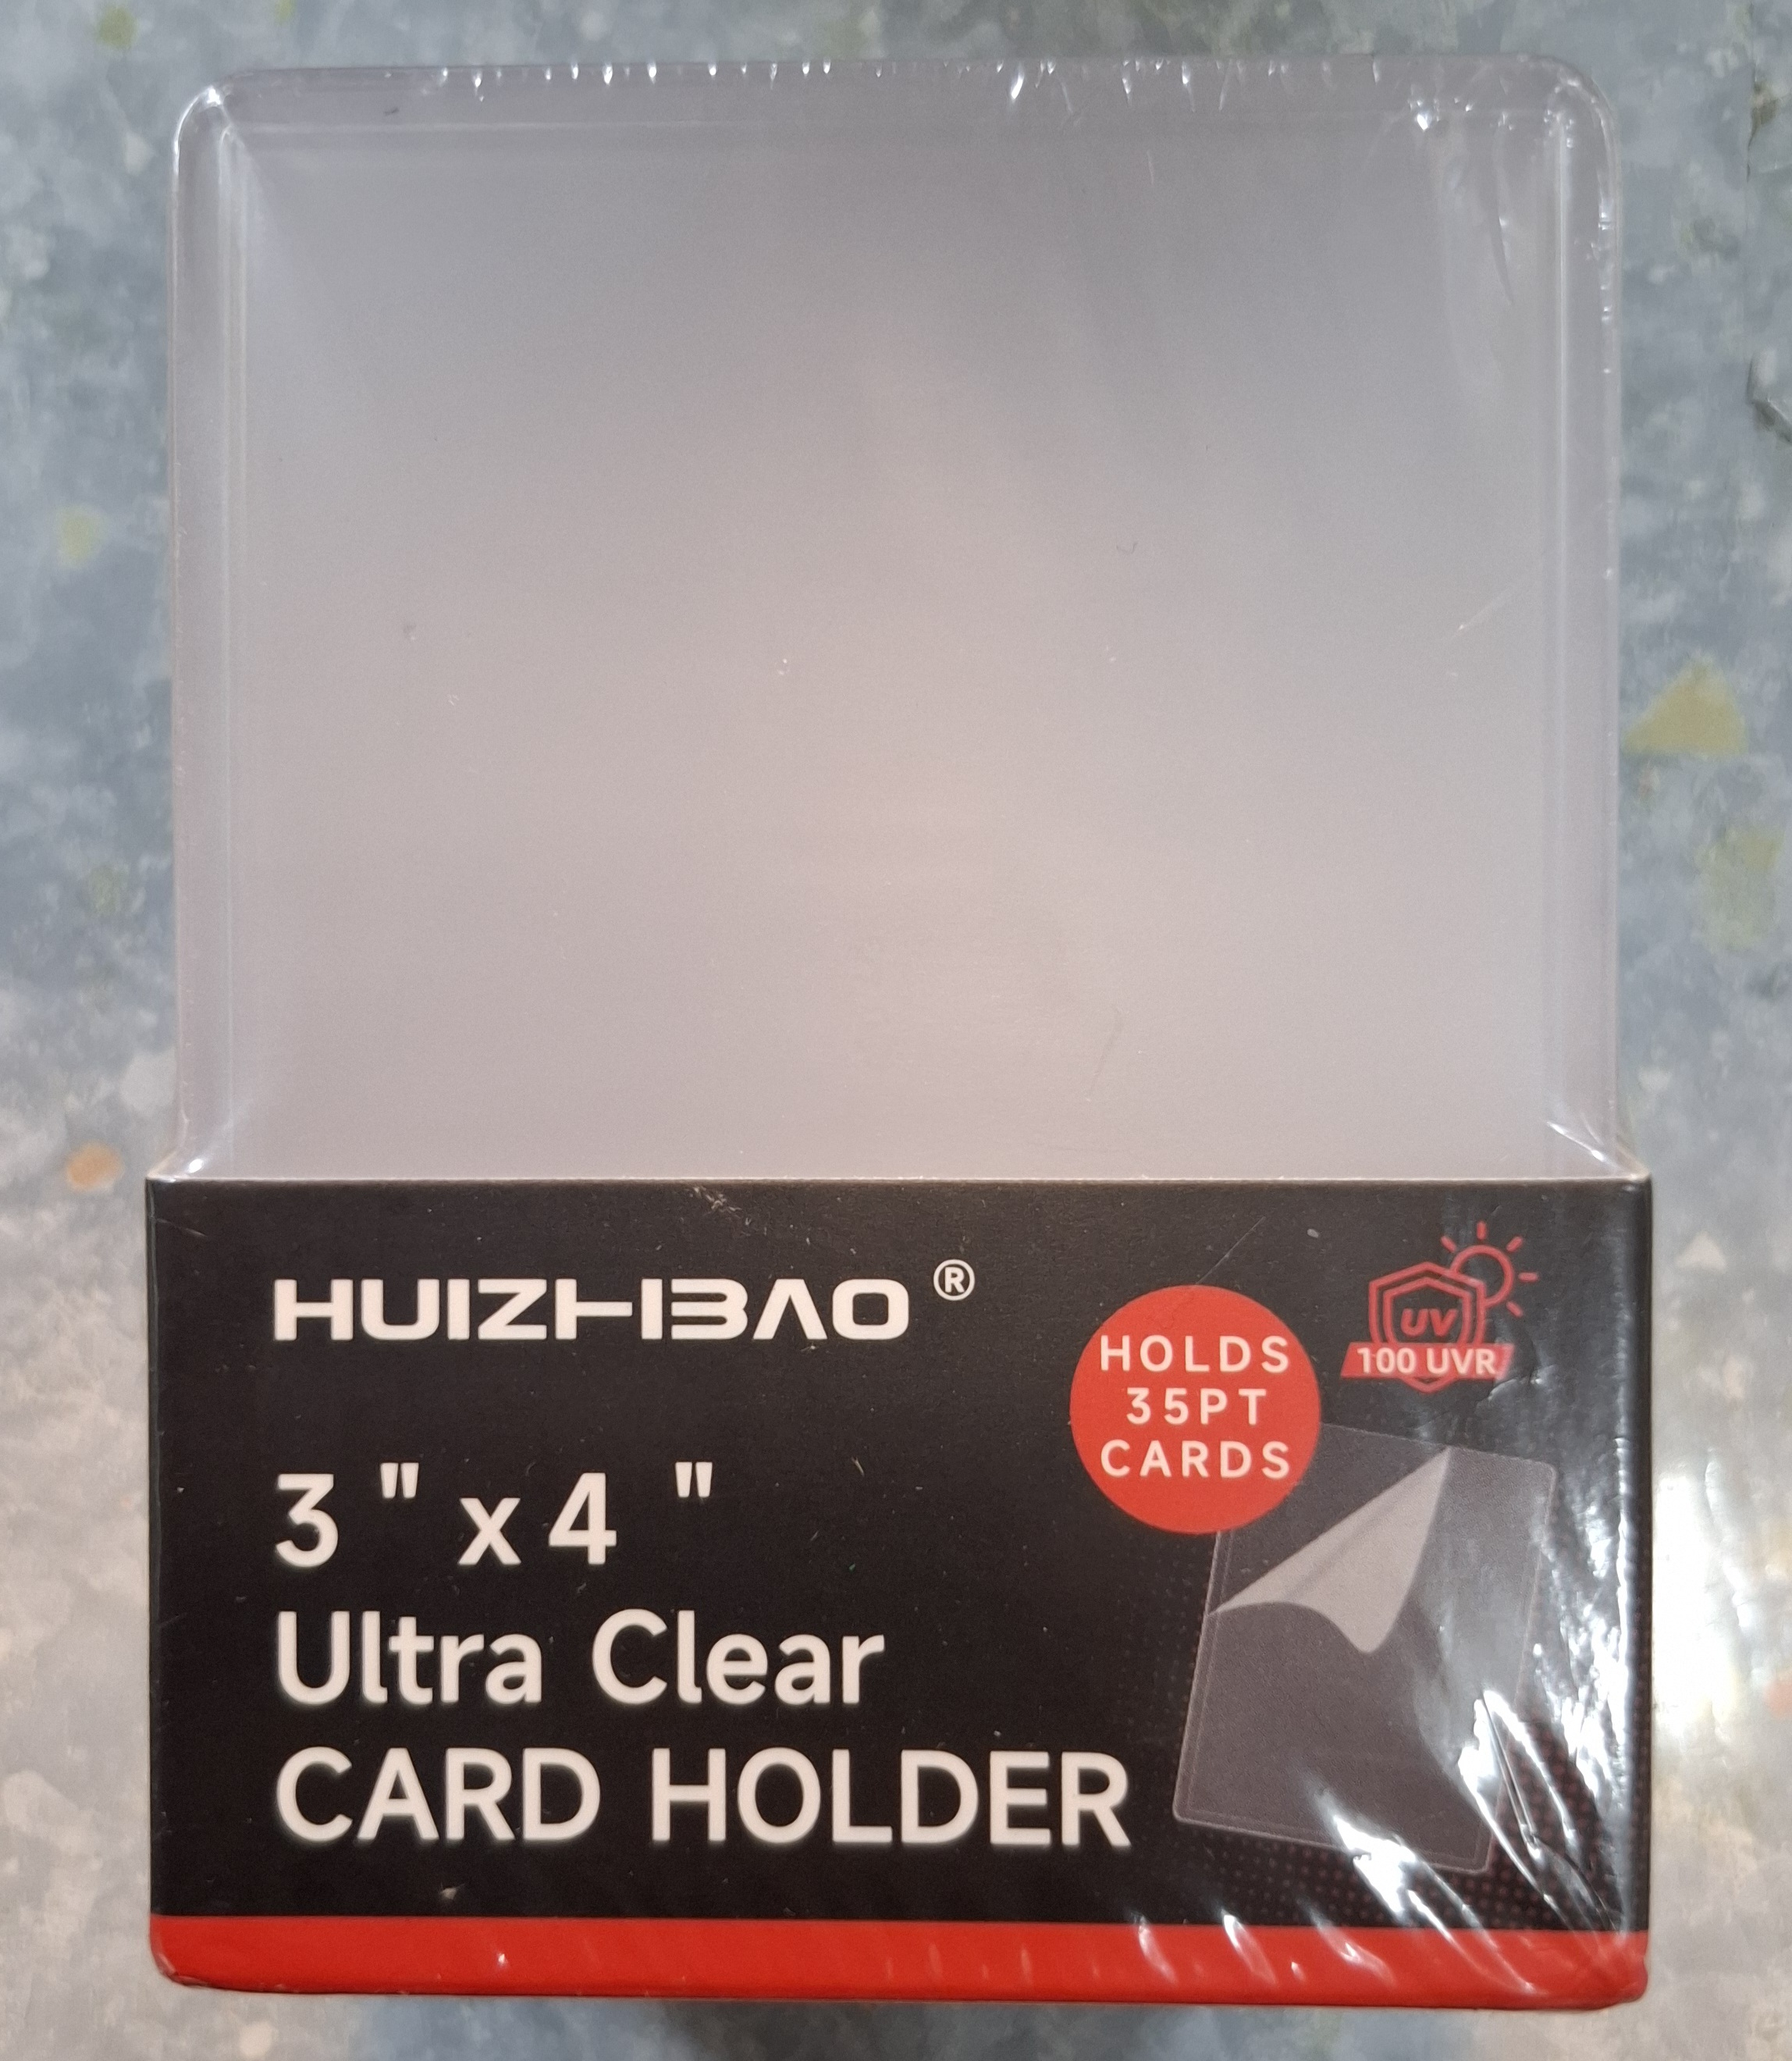 HUIZHBAO ®
HOLDS
35PT
CARDS
UV
100 UVR
3 " x 4 "
Ultra Clear
CARD HOLDER